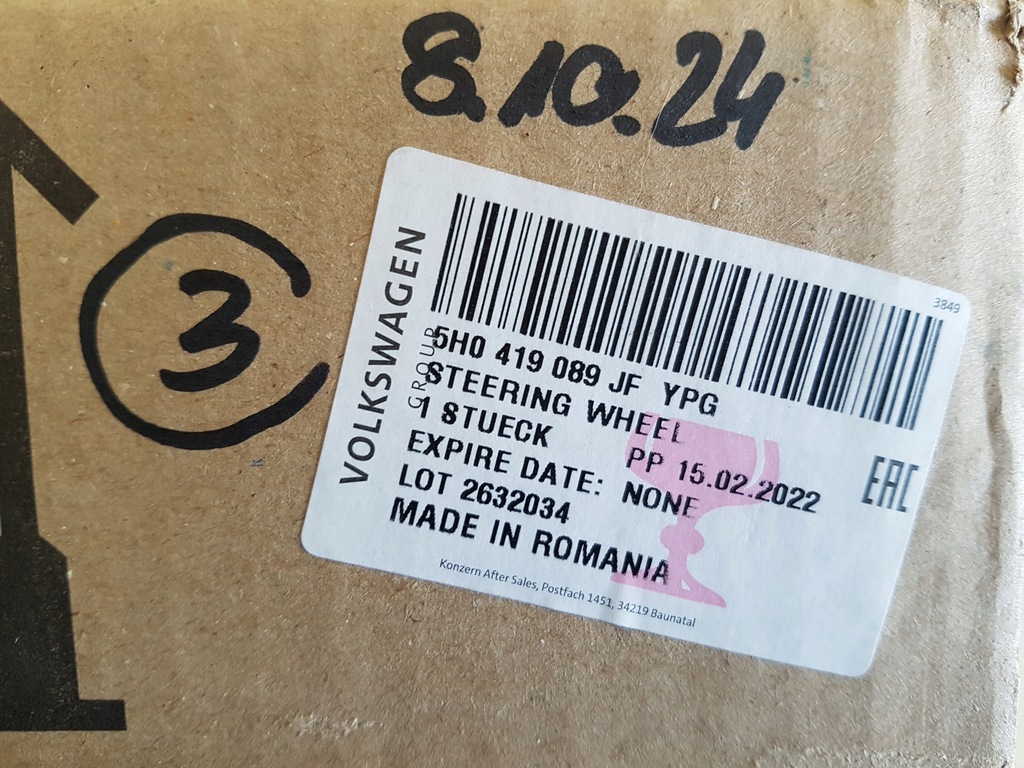 8.10.24
3
3849
VOLKSWAGEN
GROUP
5H0 419 089 JF YPG
STEERING WHEEL
1 STUECK PP 15.02.2022
EXPIRE DATE: NONE
LOT 2632034
MADE IN ROMANIA
EAC
Konzern After Sales, Postfach 1451, 34219 Baunatal